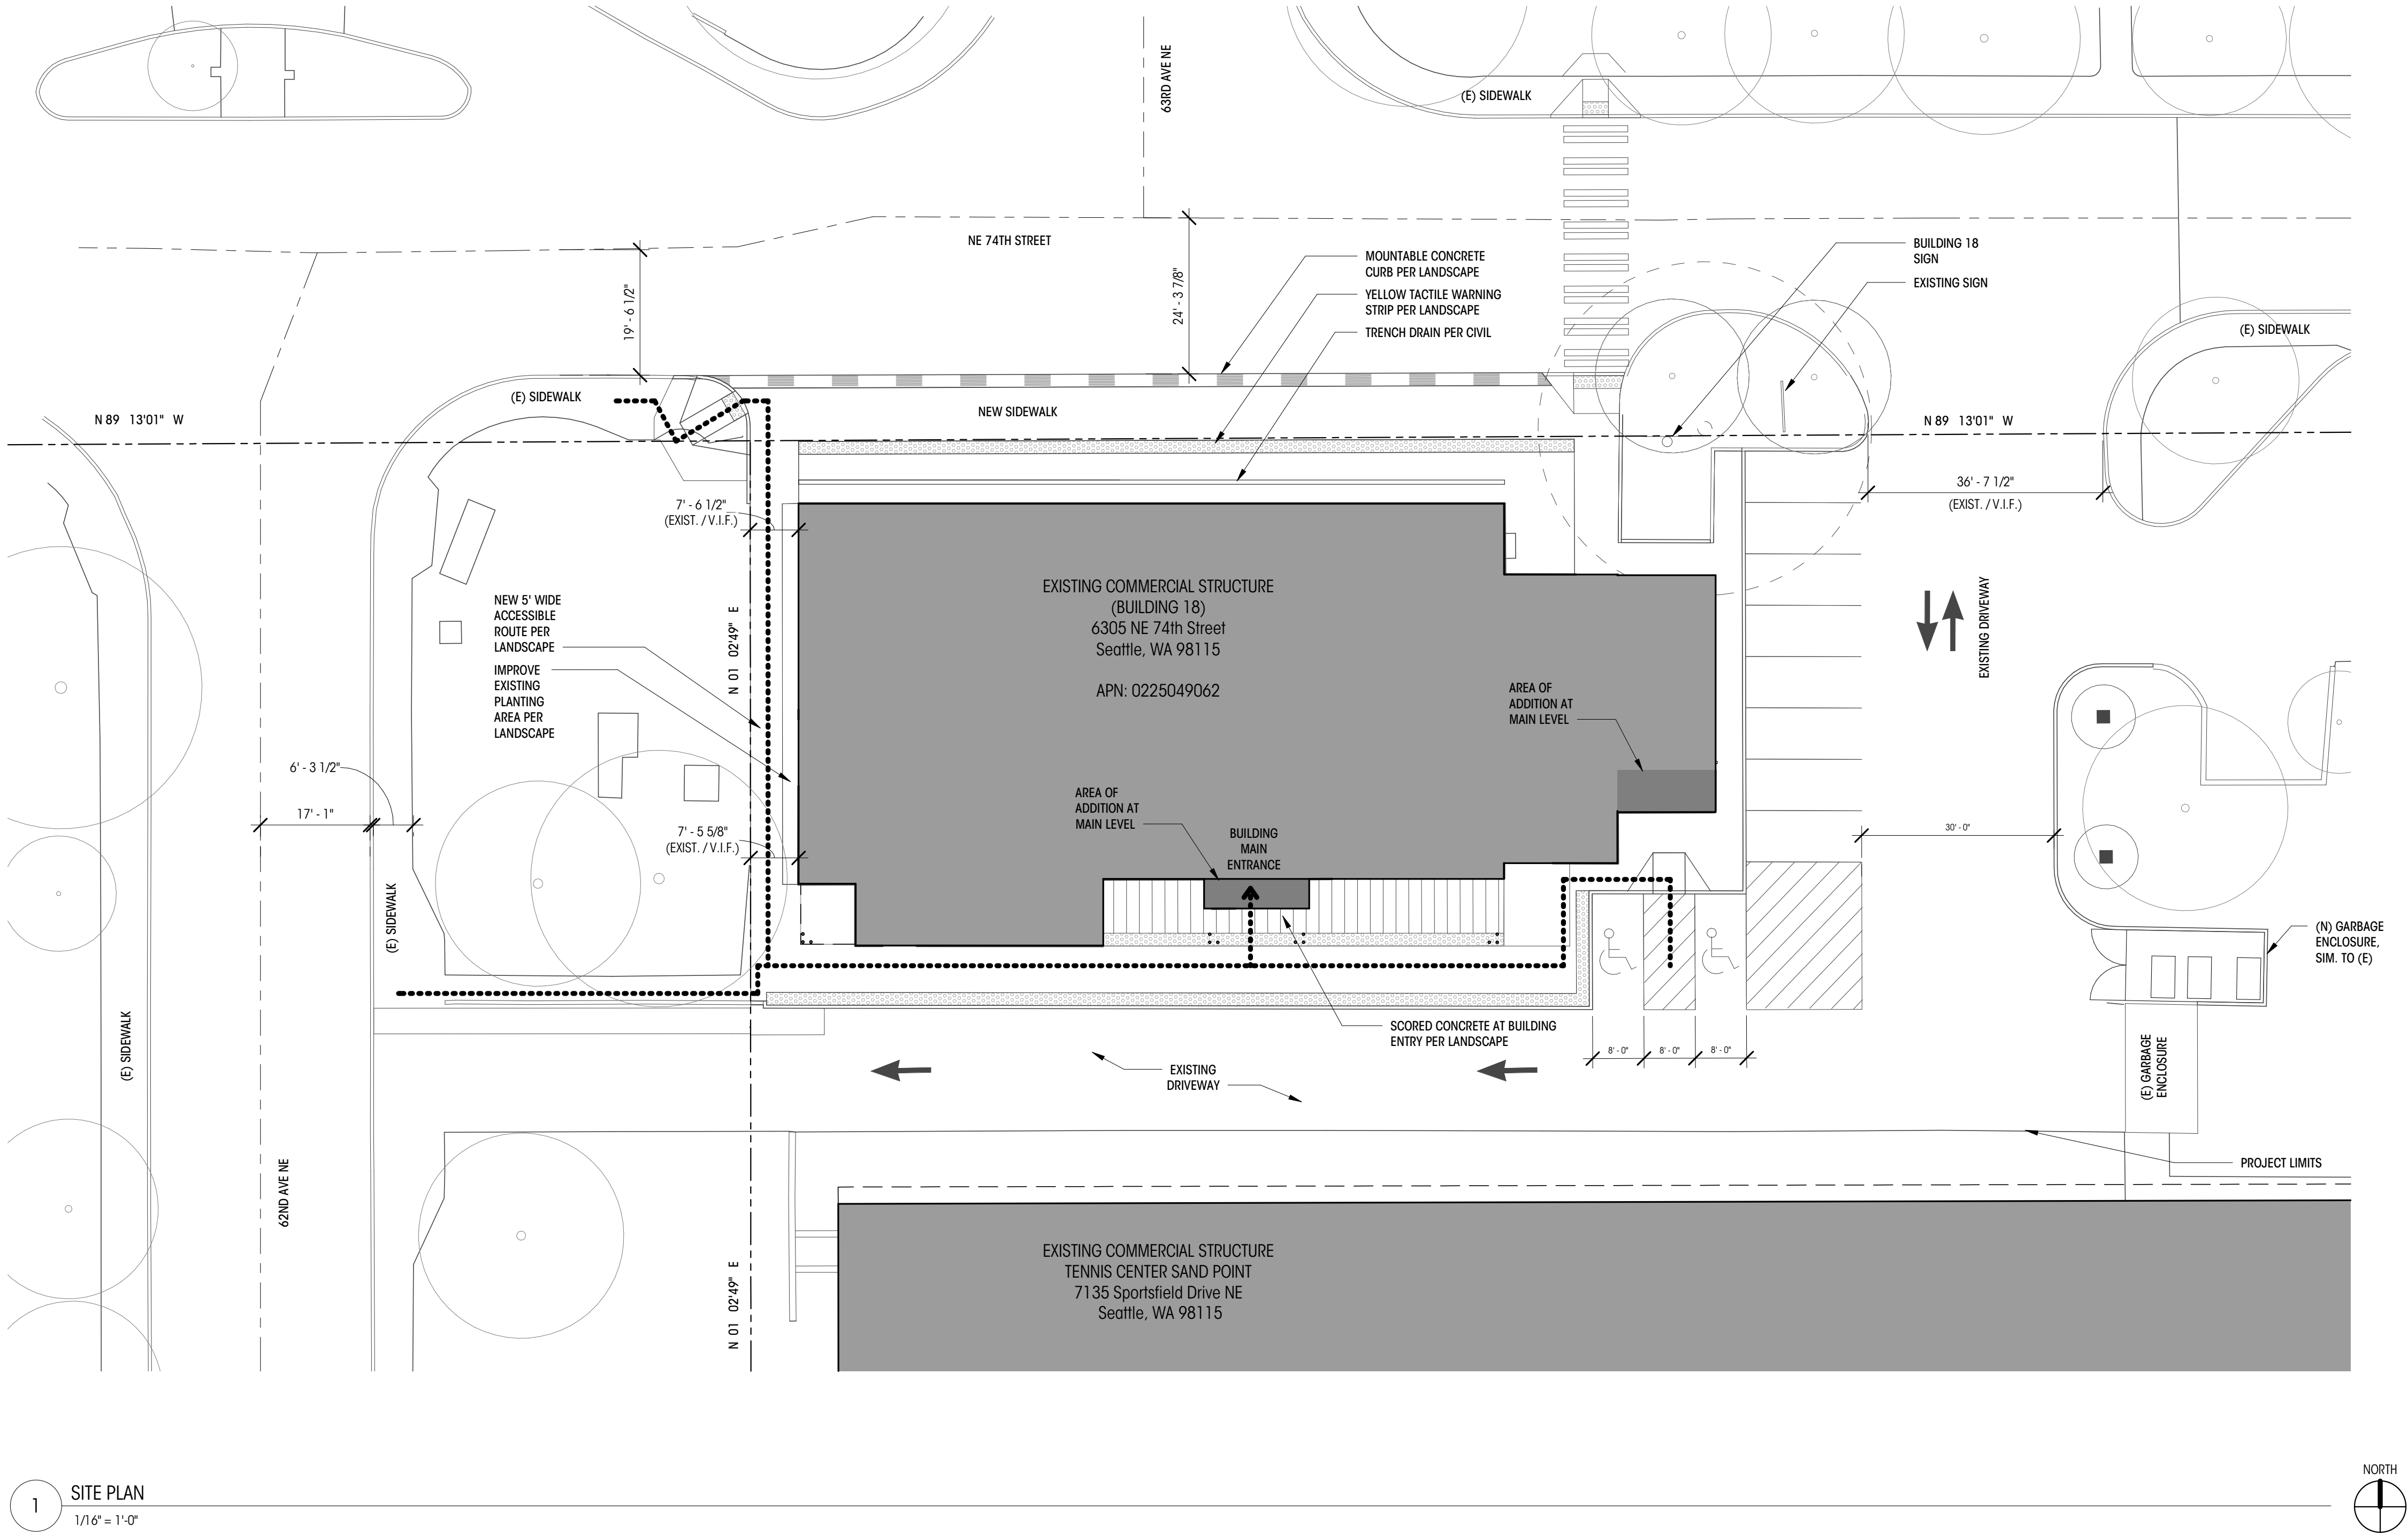 63RD AVE NE
(E) SIDEWALK
NE 74TH STREET
19' - 6 1/2"
24' - 3 7/8"
MOUNTABLE CONCRETE
CURB PER LANDSCAPE
YELLOW TACTILE WARNING
STRIP PER LANDSCAPE
TRENCH DRAIN PER CIVIL
BUILDING 18
SIGN
EXISTING SIGN
(E) SIDEWALK
(E) SIDEWALK
NEW SIDEWALK
N 89 13'01" W
N 89 13'01" W
7' - 6 1/2"
(EXIST. / V.I.F.)
36' - 7 1/2"
(EXIST. / V.I.F.)
NEW 5' WIDE
ACCESSIBLE
ROUTE PER
LANDSCAPE
IMPROVE
EXISTING
PLANTING
AREA PER
LANDSCAPE
N 01 02'49" E
EXISTING COMMERCIAL STRUCTURE
(BUILDING 18)
6305 NE 74th Street
Seattle, WA 98115
APN: 0225049062
AREA OF
ADDITION AT
MAIN LEVEL
EXISTING DRIVEWAY
6' - 3 1/2"
17' - 1"
7' - 5 5/8"
(EXIST. / V.I.F.)
AREA OF
ADDITION AT
MAIN LEVEL
BUILDING
MAIN
ENTRANCE
30' - 0"
(E) SIDEWALK
(E) SIDEWALK
(N) GARBAGE
ENCLOSURE,
SIM. TO (E)
SCORED CONCRETE AT BUILDING
ENTRY PER LANDSCAPE
8' - 0"
8' - 0"
8' - 0"
EXISTING
DRIVEWAY
(E) GARBAGE
ENCLOSURE
PROJECT LIMITS
62ND AVE NE
N 01 02'49" E
EXISTING COMMERCIAL STRUCTURE
TENNIS CENTER SAND POINT
7135 Sportsfield Drive NE
Seattle, WA 98115
1
SITE PLAN
1/16" = 1'-0"
NORTH